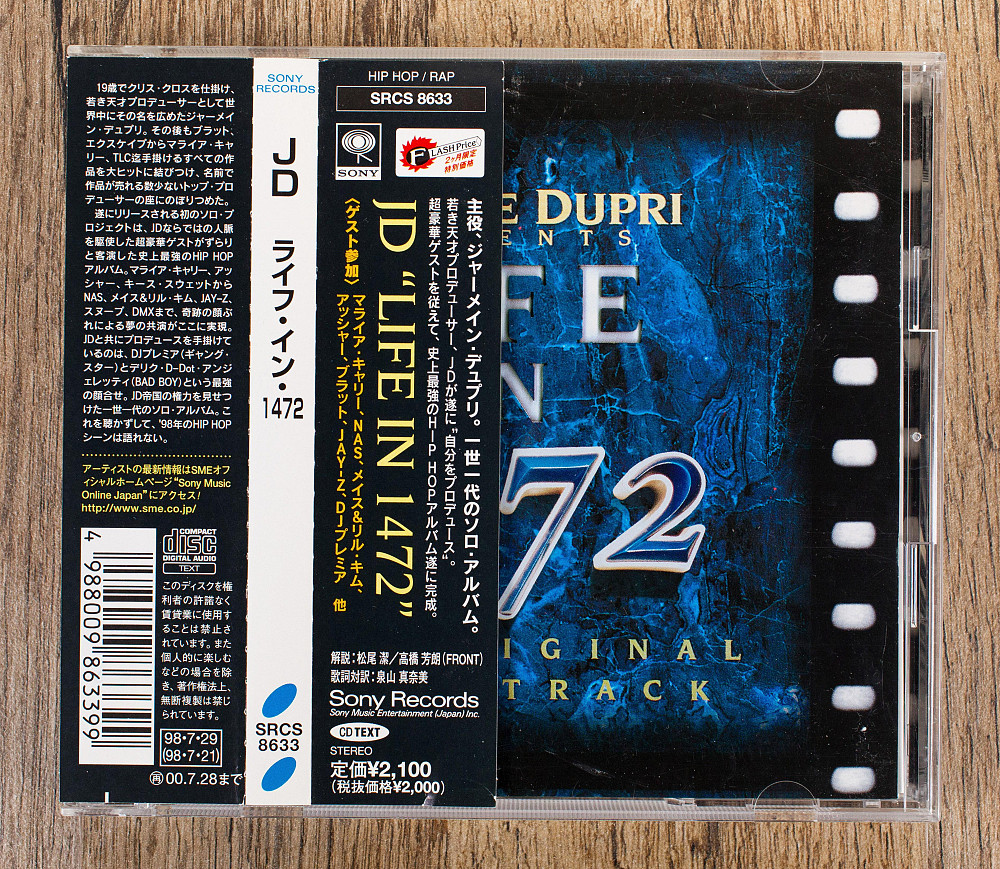 19歳でクリス・クロスを仕掛け、
若き天才プロデューサーとして世
界中にその名を広めたジャーメイ
ン・デュプリ。その後もブラット、
エクスケイプからマライア・キャ
リー、TLC迄手掛けるすべての作
品を大ヒットに結びつけ、名前で
作品が売れる数少ないトップ・プロ
デューサーの座にのぼりつめた。
遂にリリースされる初のソロ・プ
ロジェクトは、JDならではの人脈
を駆使した超豪華ゲストがずらり
と客演した史上最強のHIP HOP
アルバム。マライア・キャリー、アッ
シャー、キース・スウェットから
NAS、メイス&リル・キム、JAY-Z、
スヌープ、DMXまで、奇跡の顔ぶ
れによる夢の共演がここに実現。
JDと共にプロデュースを手掛けて
いるのは、DJプレミア(ギャング・
スター)とデリク・D-Dot・アンジ
ェレッティ(BAD BOY)という最強
の顔合せ。JD帝国の権力を見せつ
けた一世一代のソロ・アルバム。こ
れを聴かずして、'98年のHIP HOP
シーンは語れない。
アーティストの最新情報はSMEオフ
ィシャルホームページ"Sony Music
Online Japan"にアクセス!
http://www.sme.co.jp/
4 988009 863399
COMPACT
disc
DIGITAL AUDIO
TEXT
このディスクを権
利者の許諾なく
賃貸業に使用す
ることは禁止さ
れています。また
個人的に楽しむ
などの場合を除
き、著作権法上、
無断複製は禁じ
られています。
98・7・29
(98・7・21)
再00.7.28まで
SONY
RECORDS
JD
ライフ・イン・
1472
SRCS
8633
HIP HOP / RAP
SRCS 8633
SONY
FLASH Price
2ヶ月限定
特別価格
主役、ジャーメイン・デュプリ。一世一代のソロ・アルバム。
若き天才プロデューサー、JDが遂に"自分をプロデュース"。
超豪華ゲストを従えて、史上最強のHIP HOPアルバム遂に完成。
JD "LIFE IN 1472"
〈ゲスト参加〉
マライア・キャリー、NAS、メイス&リル・キム、
アッシャー、ブラット、JAY-Z、DJプレミア 他
解説：松尾 潔／高橋 芳朗(FRONT)
歌詞対訳：泉山 真奈美
Sony Records
Sony Music Entertainment (Japan) Inc.
CD TEXT
STEREO
定価¥2,100
(税抜価格¥2,000)
E DUPRI
ENTS
FE
N
72
IGINAL
TRACK